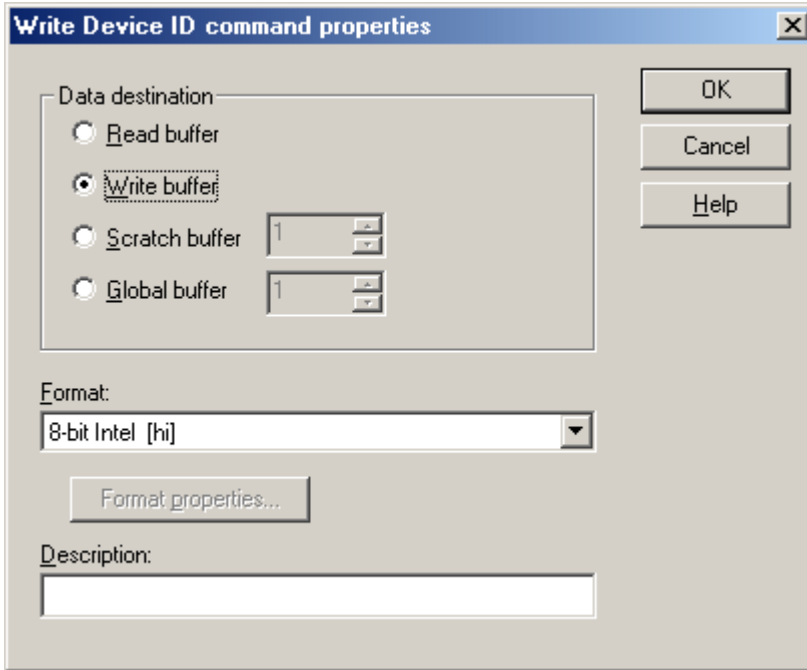 Write Device ID command properties
Data destination
Read buffer
Write buffer
Scratch buffer 1
Global buffer 1
OK
Cancel
Help
Format:
8-bit Intel [hi]
Format properties...
Description: